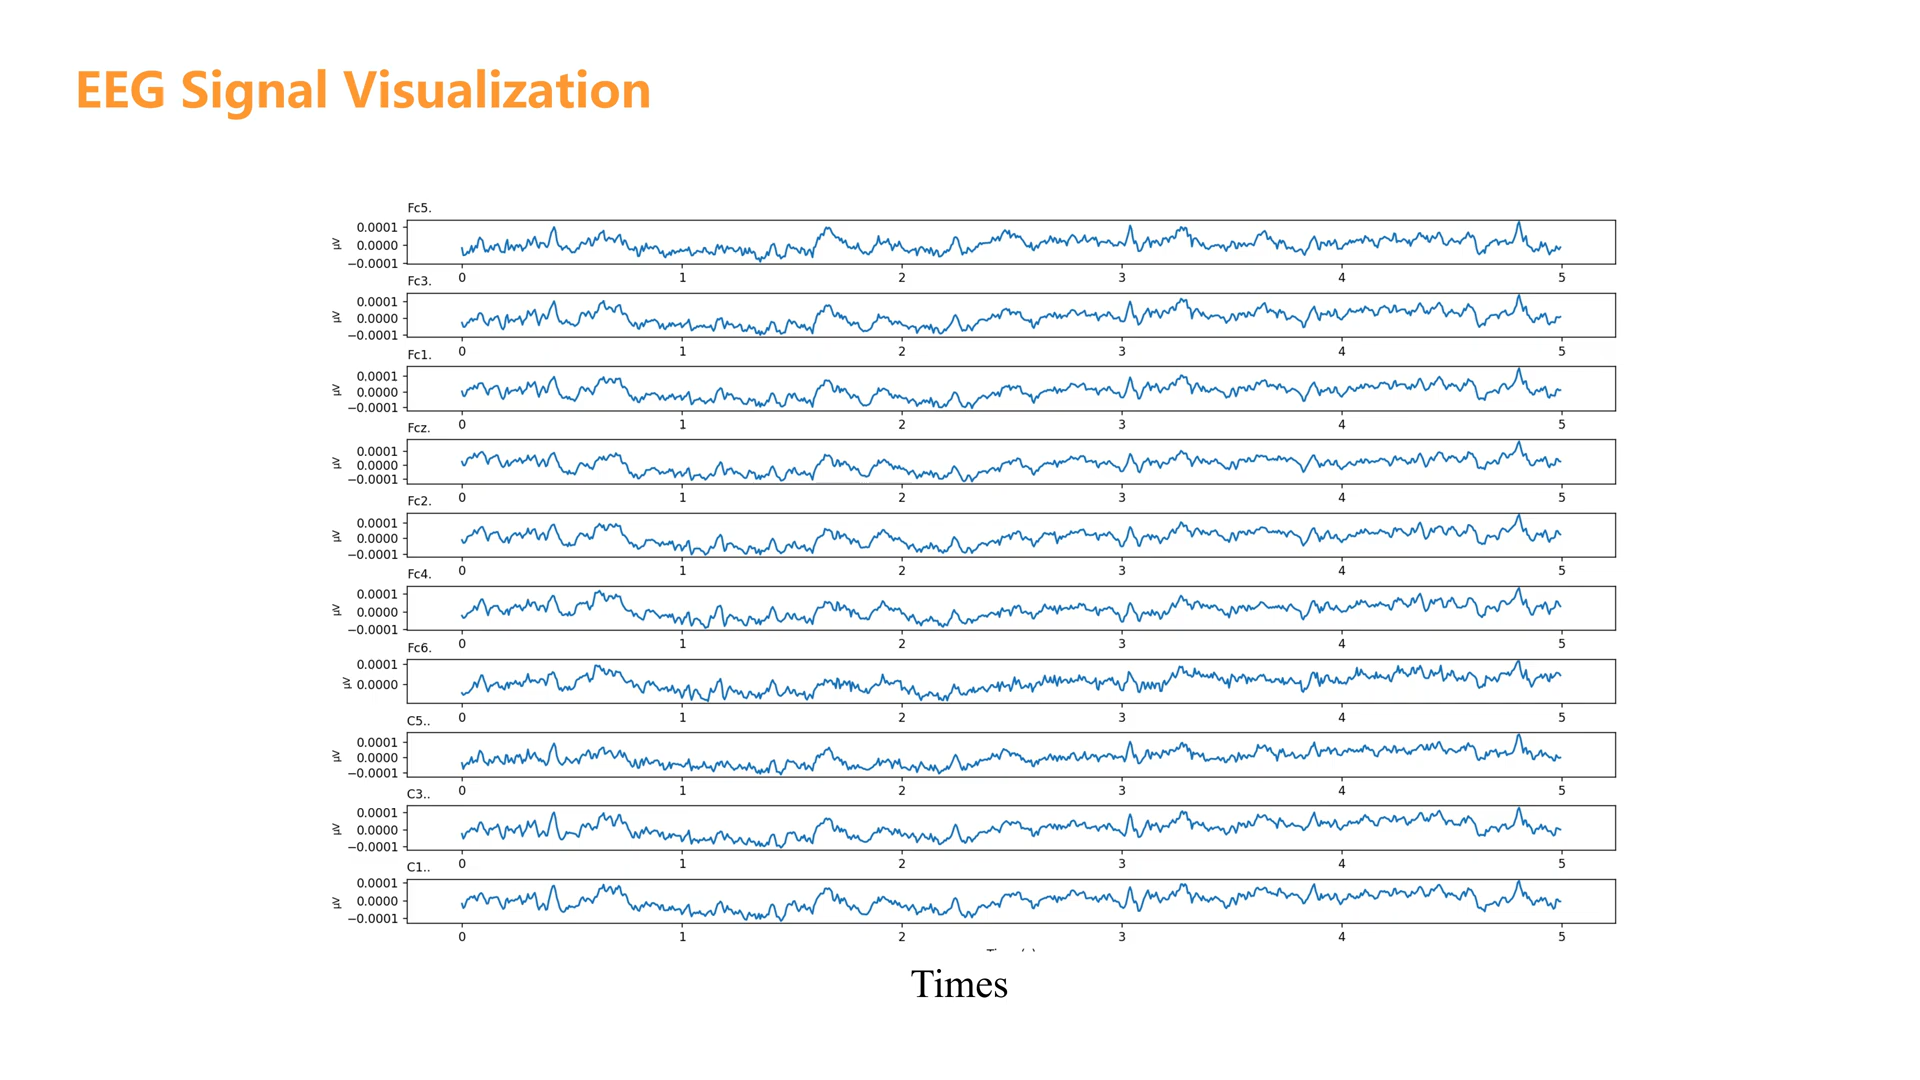 EEG Signal Visualization
Fc5.
µV
0.0001
0.0000
−0.0001
0 1 2 3 4 5
Fc3.
µV
0.0001
0.0000
−0.0001
0 1 2 3 4 5
Fc1.
µV
0.0001
0.0000
−0.0001
0 1 2 3 4 5
Fcz.
µV
0.0001
0.0000
−0.0001
0 1 2 3 4 5
Fc2.
µV
0.0001
0.0000
−0.0001
0 1 2 3 4 5
Fc4.
µV
0.0001
0.0000
−0.0001
0 1 2 3 4 5
Fc6.
µV
0.0001
0.0000
0 1 2 3 4 5
C5..
µV
0.0001
0.0000
−0.0001
0 1 2 3 4 5
C3..
µV
0.0001
0.0000
−0.0001
0 1 2 3 4 5
C1..
µV
0.0001
0.0000
−0.0001
0 1 2 3 4 5
Times